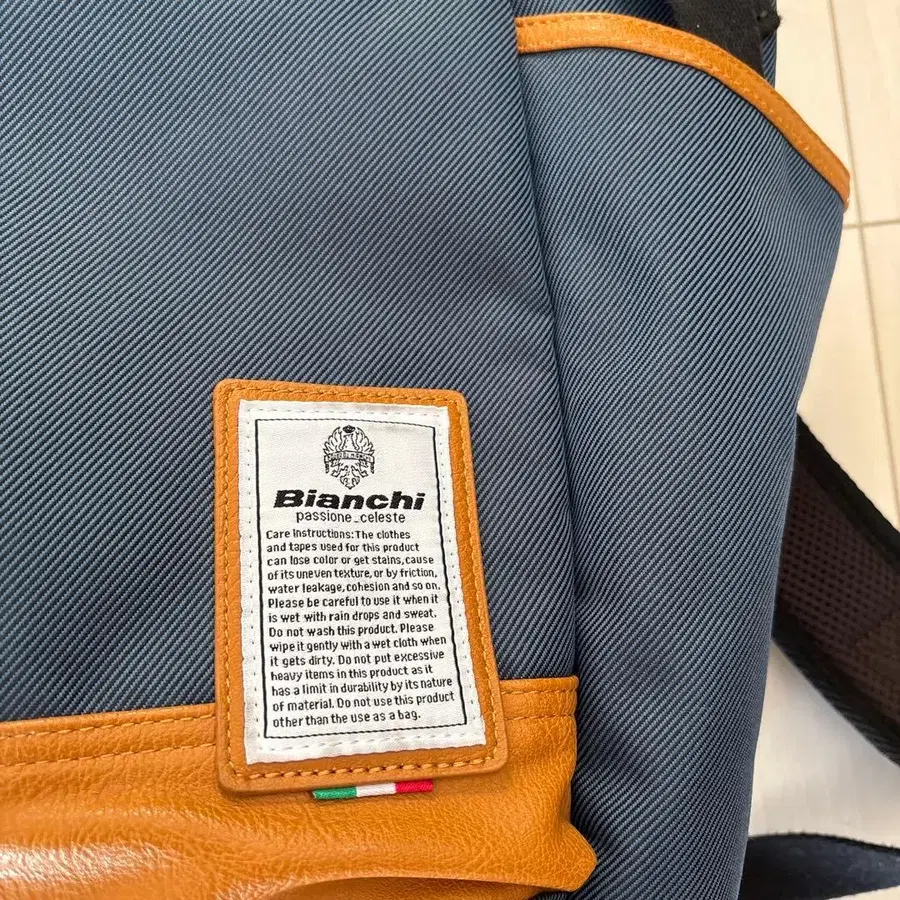 Bianchi
passione_celeste
Care Instructions: The clothes
and tapes used for this product
can lose color or get stains, cause
of its uneven texture, or by friction,
water leakage, cohesion and so on.
Please be careful to use it when it
is wet with rain drops and sweat.
Do not wash this product. Please
wipe it gently with a wet cloth when
it gets dirty. Do not put excessive
heavy items in this product as it
has a limit in durability by its nature
of material. Do not use this product
other than the use as a bag.